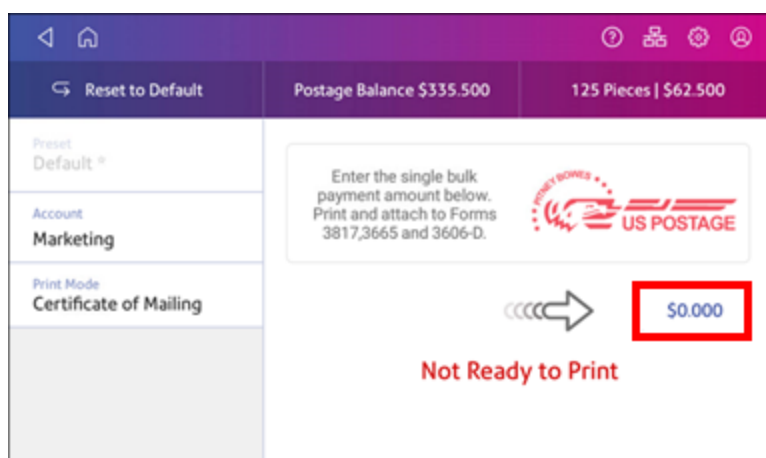 Reset to Default
Postage Balance $335.500
125 Pieces | $62.500
Preset
Default *
Account
Marketing
Print Mode
Certificate of Mailing
Enter the single bulk
payment amount below.
Print and attach to Forms
3817,3665 and 3606-D.
PITNEY BOWES
US POSTAGE
$0.000
Not Ready to Print